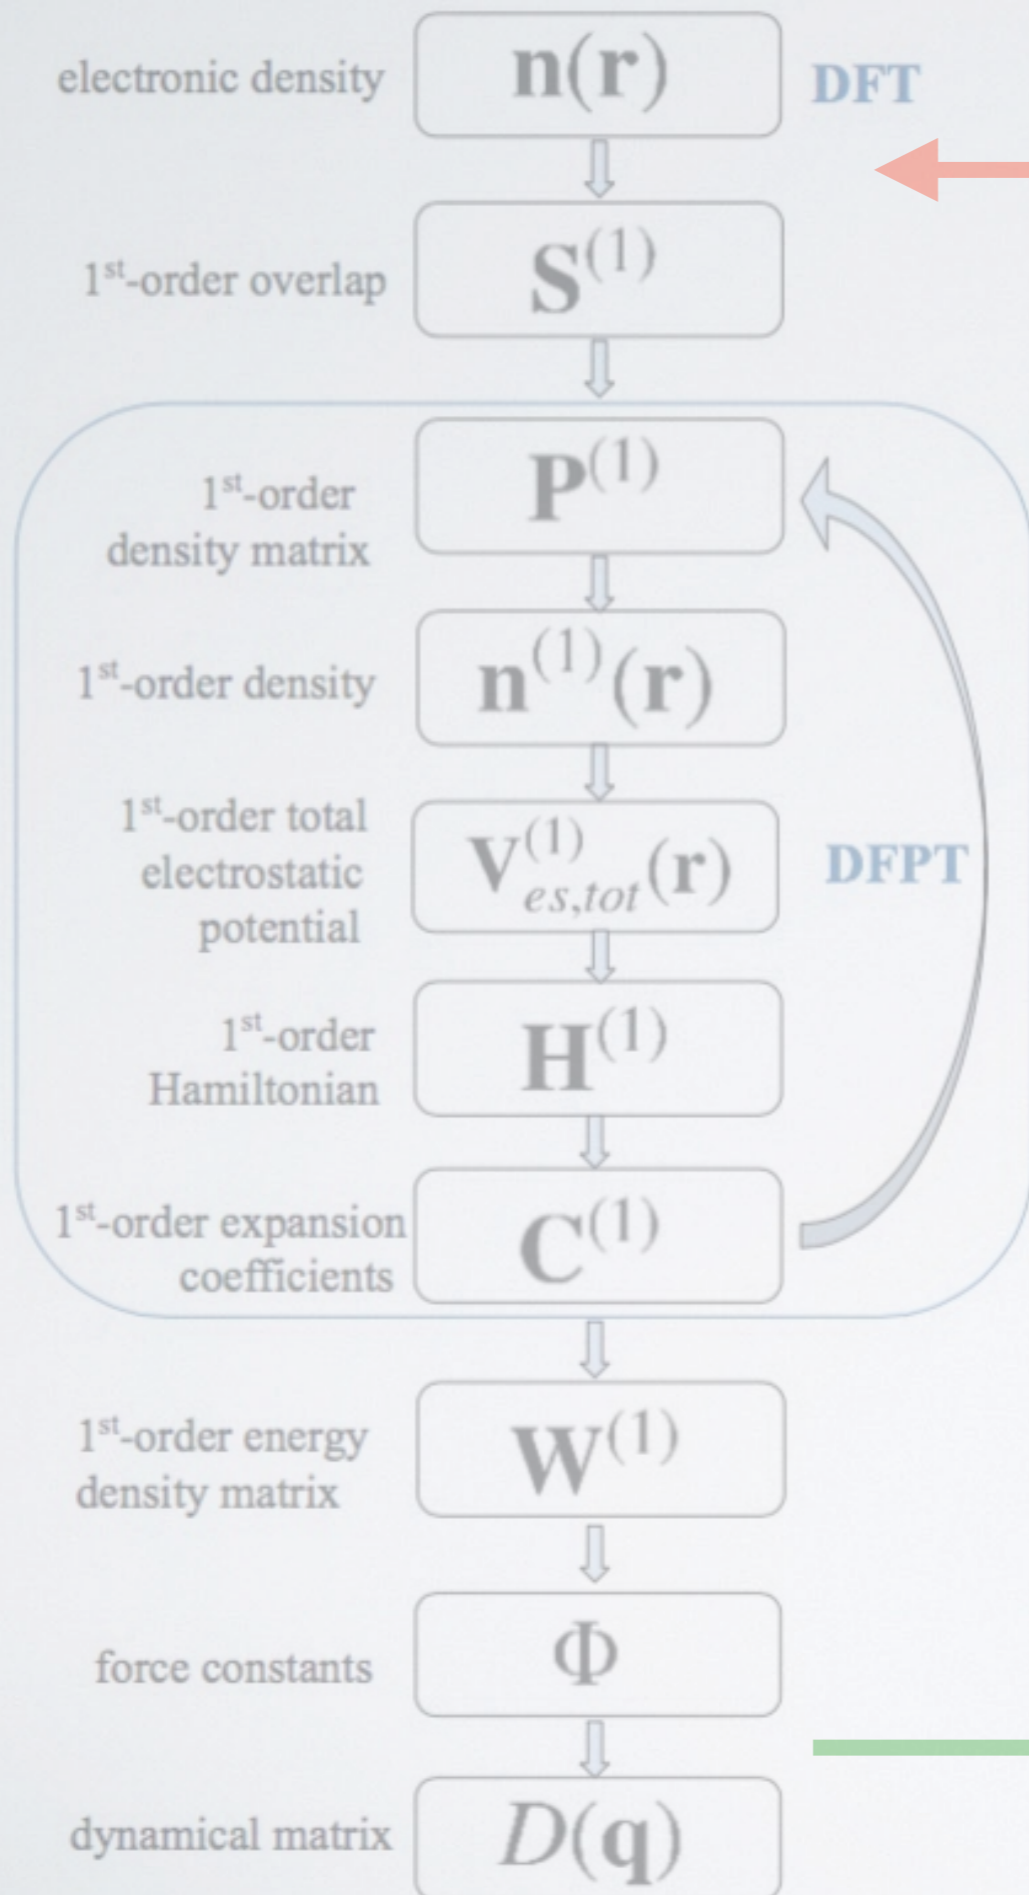 electronic density
n(r)
DFT
1st-order overlap
S(1)
1st-order
density matrix
P(1)
1st-order density
n(1)(r)
1st-order total
electrostatic
potential
V(1)es,tot(r)
DFPT
1st-order
Hamiltonian
H(1)
1st-order expansion
coefficients
C(1)
1st-order energy
density matrix
W(1)
force constants
Φ
dynamical matrix
D(q)